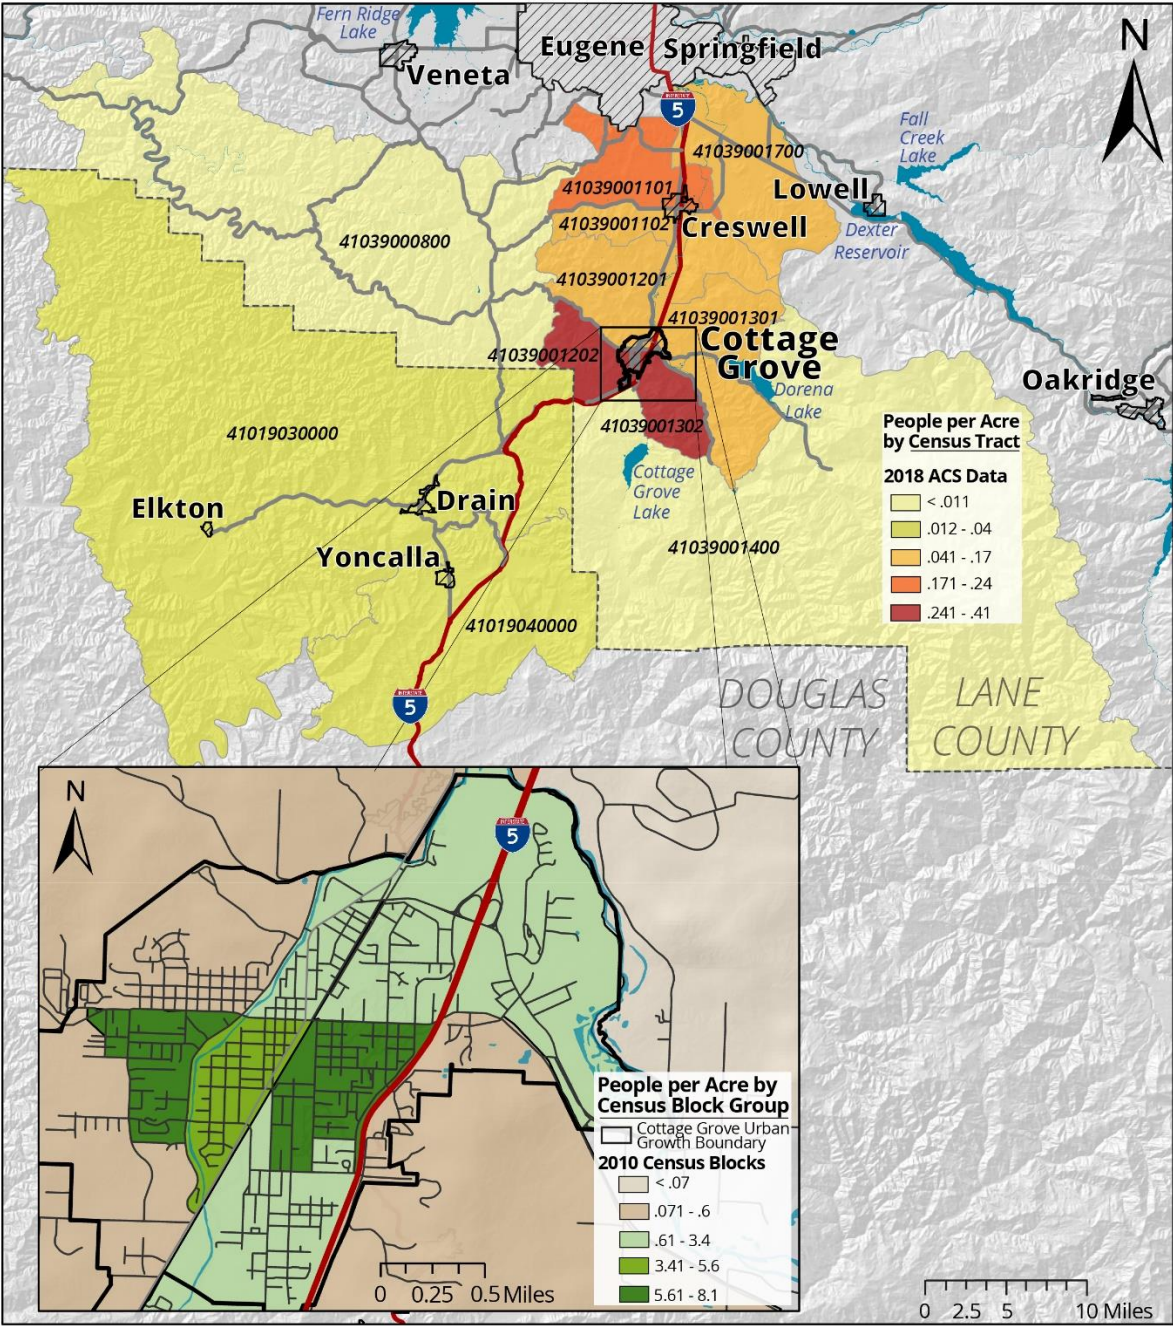 Fern Ridge
Lake
Eugene
Springfield
N
Veneta
5
Fall
Creek
Lake
41039001700
41039001101
Lowell
41039001102
Creswell
Dexter
Reservoir
41039000800
41039001201
41039001301
Cottage
Grove
41039001202
Oakridge
Dorena
Lake
41019030000
41039001302
People per Acre
by Census Tract
2018 ACS Data
< .011
.012 - .04
.041 - .17
.171 - .24
.241 - .41
Cottage
Grove
Lake
Elkton
Drain
Yoncalla
41039001400
41019040000
5
DOUGLAS
COUNTY
LANE
COUNTY
N
5
People per Acre by
Census Block Group
Cottage Grove Urban
Growth Boundary
2010 Census Blocks
< .07
.071 - .6
.61 - 3.4
3.41 - 5.6
5.61 - 8.1
0 0.25 0.5 Miles
0 2.5 5 10 Miles